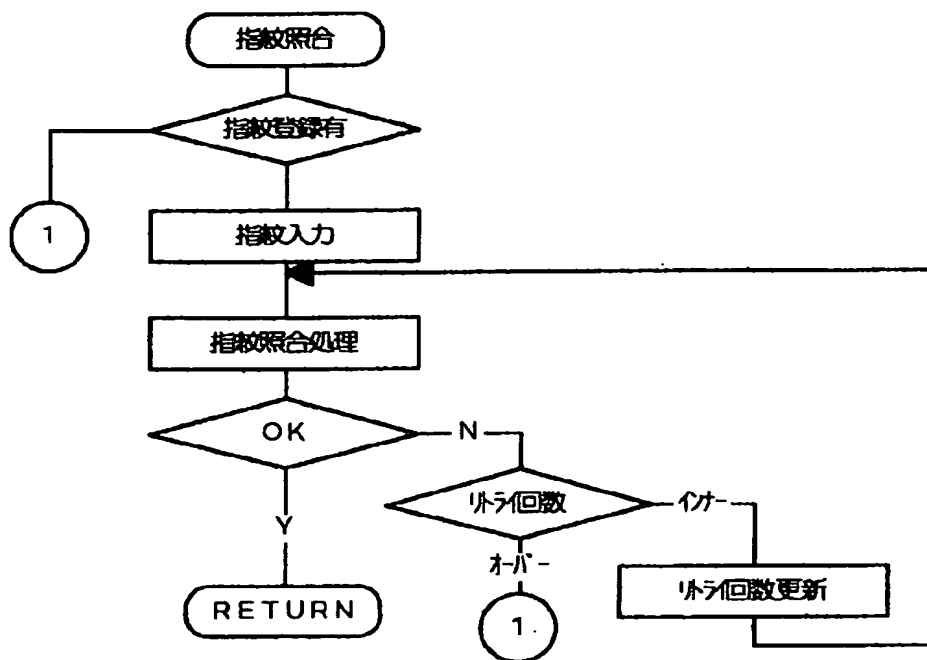 指紋照合
指紋登録有
1
指紋入力
指紋照合処理
OK
N
リトライ回数
インナー
Y
オーバー
リトライ回数更新
RETURN
1